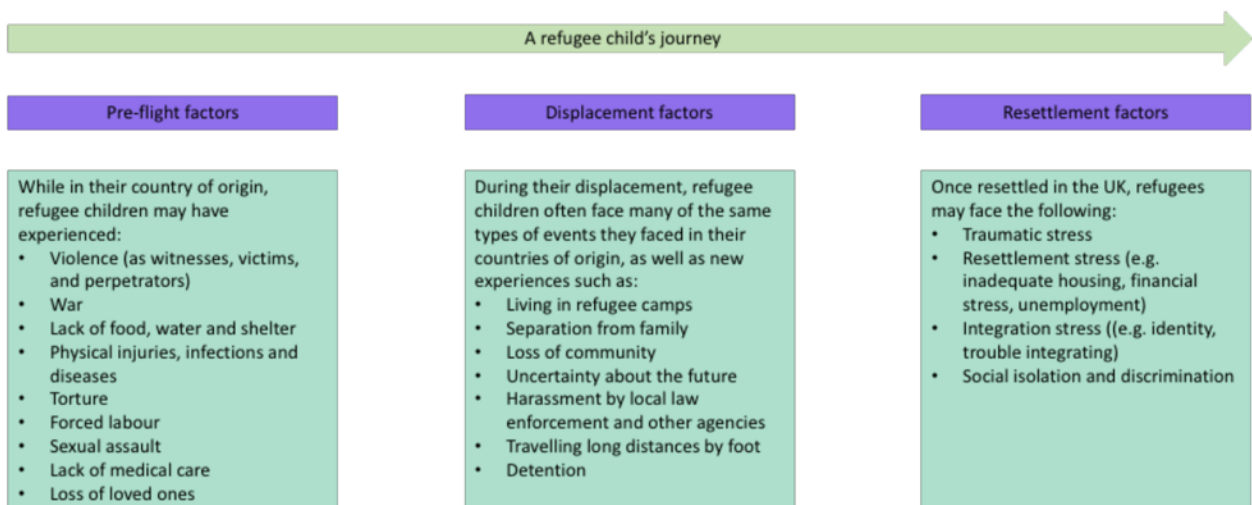 A refugee child's journey
Pre-flight factors
While in their country of origin,
refugee children may have
experienced:
• Violence (as witnesses, victims,
and perpetrators)
• War
• Lack of food, water and shelter
• Physical injuries, infections and
diseases
• Torture
• Forced labour
• Sexual assault
• Lack of medical care
• Loss of loved ones
Displacement factors
During their displacement, refugee
children often face many of the same
types of events they faced in their
countries of origin, as well as new
experiences such as:
• Living in refugee camps
• Separation from family
• Loss of community
• Uncertainty about the future
• Harassment by local law
enforcement and other agencies
• Travelling long distances by foot
• Detention
Resettlement factors
Once resettled in the UK, refugees
may face the following:
• Traumatic stress
• Resettlement stress (e.g.
inadequate housing, financial
stress, unemployment)
• Integration stress ((e.g. identity,
trouble integrating)
• Social isolation and discrimination